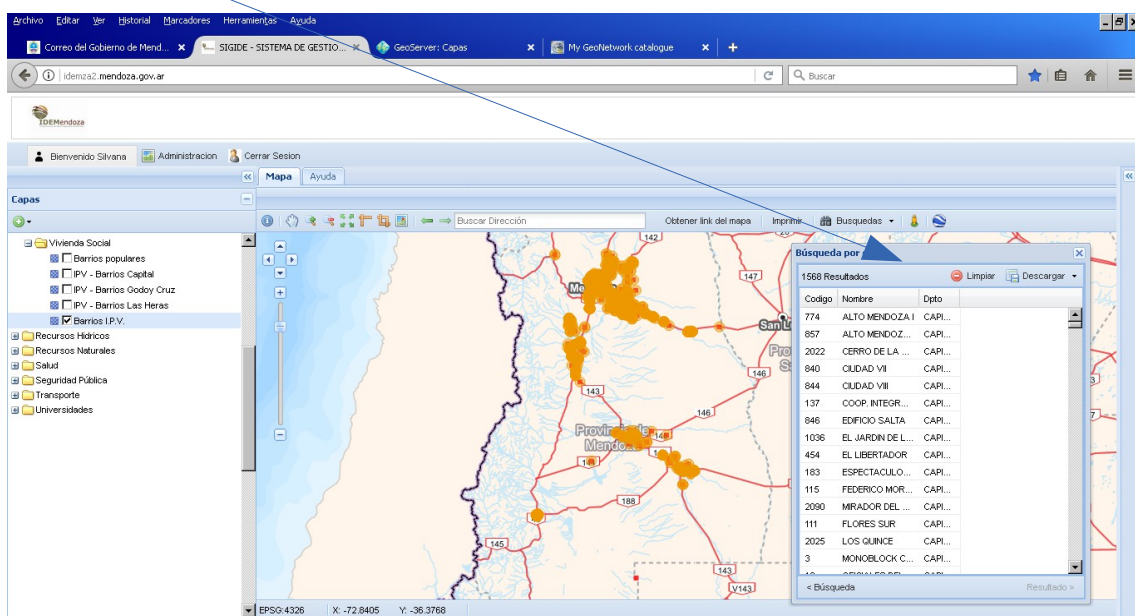 Archivo Editar Ver Historial Marcadores Herramientas Ayuda
Correo del Gobierno de Mend... SIGIDE - SISTEMA DE GESTIO... GeoServer: Capas My GeoNetwork catalogue
idemza2.mendoza.gov.ar Buscar
IDEMendoza
Bienvenido Silvana Administracion Cerrar Sesion
Mapa Ayuda
Capas
Buscar Dirección Obtener link del mapa Imprimir Busquedas
Vivienda Social
Barrios populares
IPV - Barrios Capital
IPV - Barrios Godoy Cruz
IPV - Barrios Las Heras
Barrios I.P.V.
Recursos Hidricos
Recursos Naturales
Salud
Seguridad Pública
Transporte
Universidades
142
147
San L
146
143
146
Provincia de
Mendoza
188
145
143
V143
Búsqueda por
1568 Resultados Limpiar Descargar
Codigo Nombre Dpto
774 ALTO MENDOZA I CAPI...
857 ALTO MENDOZ... CAPI...
2022 CERRO DE LA ... CAPI...
840 CIUDAD VII CAPI...
844 CIUDAD VIII CAPI...
137 COOP. INTEGR... CAPI...
846 EDIFICIO SALTA CAPI...
1036 EL JARDIN DE L... CAPI...
454 EL LIBERTADOR CAPI...
183 ESPECTACULO... CAPI...
115 FEDERICO MOR... CAPI...
2090 MIRADOR DEL ... CAPI...
111 FLORES SUR CAPI...
2025 LOS QUINCE CAPI...
3 MONOBLOCK C... CAPI...
< Búsqueda Resultado >
EPSG:4326 X: -72.8405 Y: -36.3768